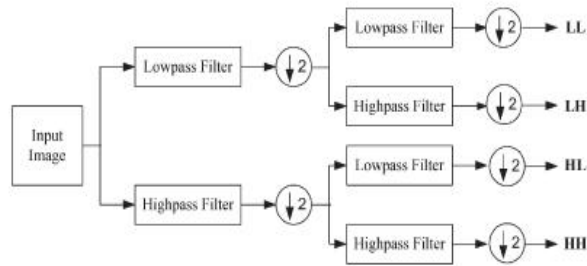 Lowpass Filter
↓2
LL
Lowpass Filter
↓2
Highpass Filter
↓2
LH
Input
Image
Lowpass Filter
↓2
HL
Highpass Filter
↓2
Highpass Filter
↓2
HH